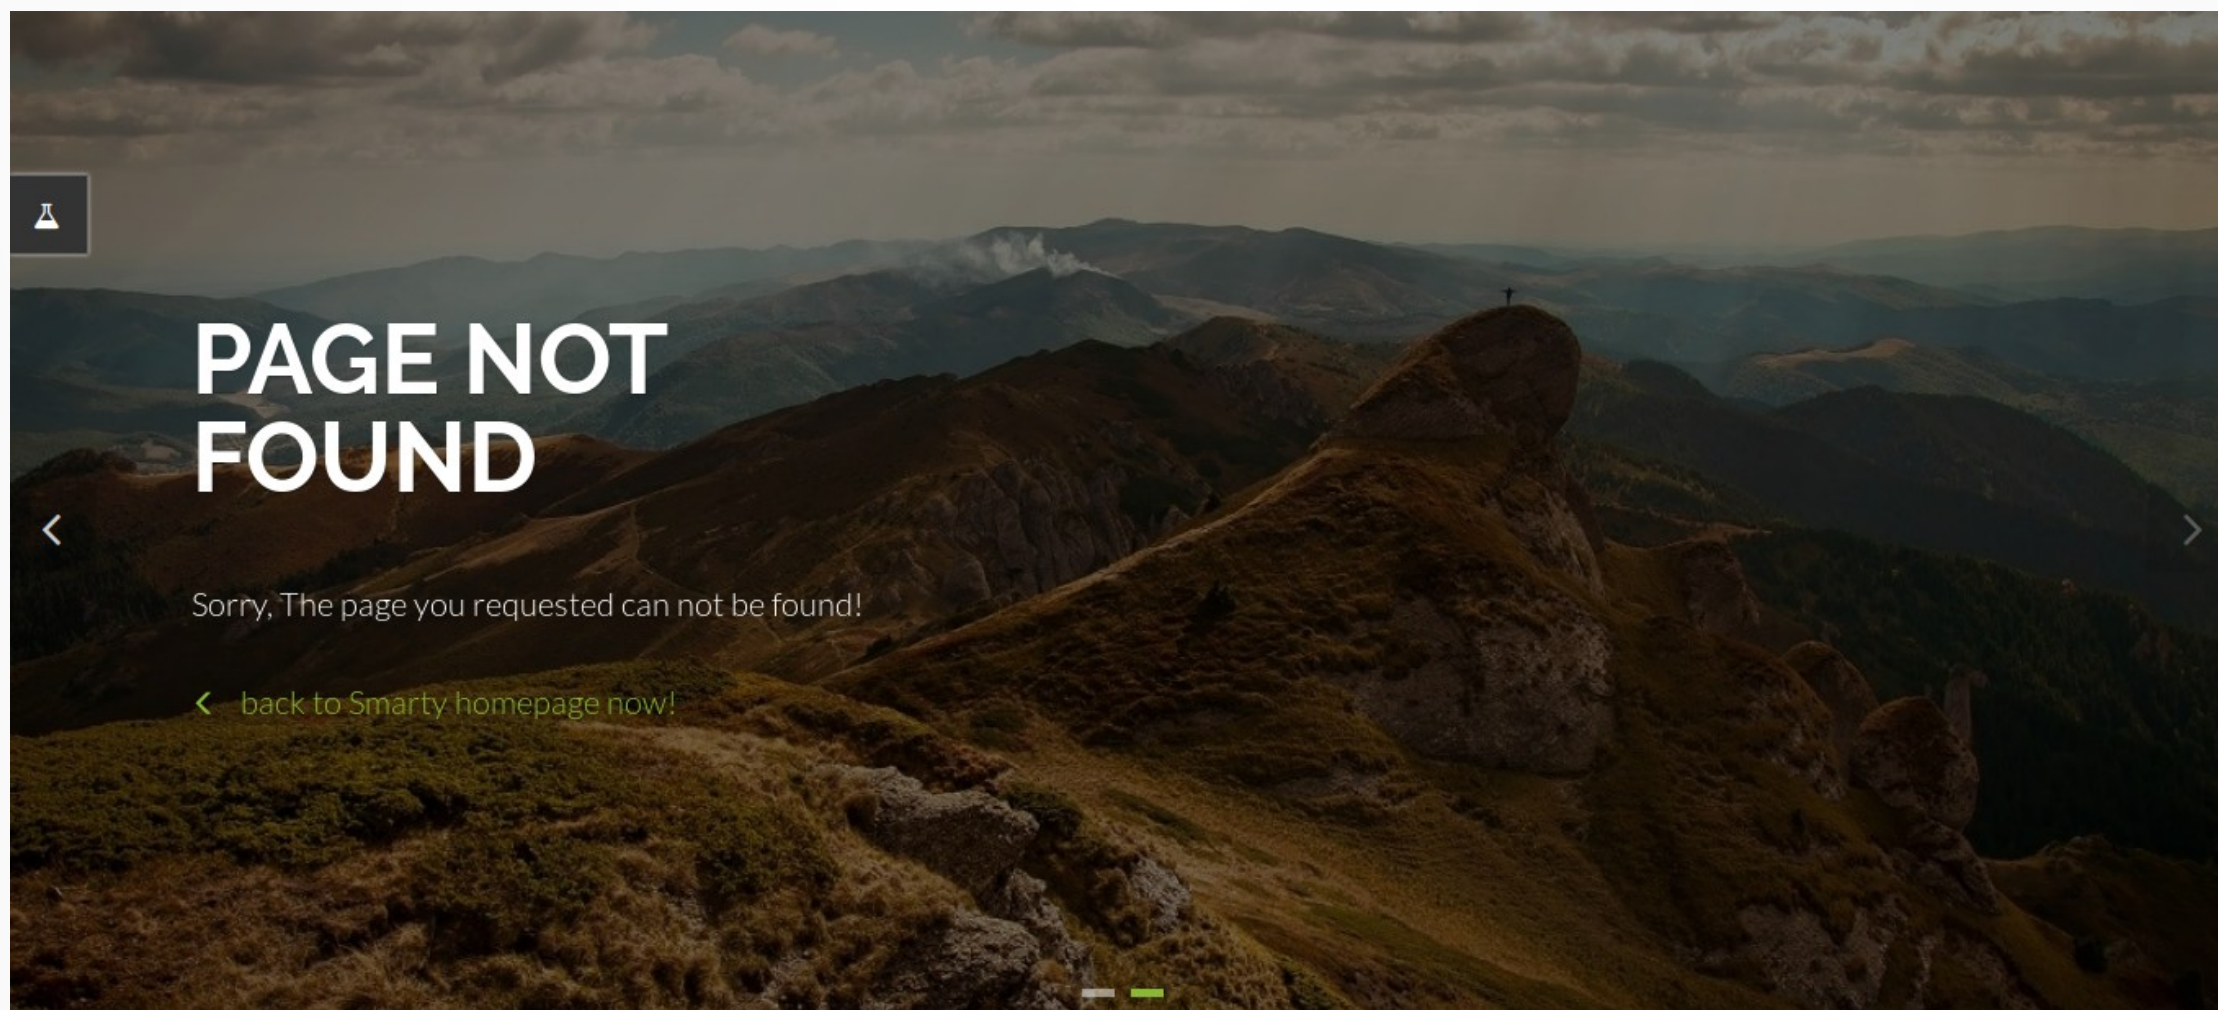 PAGE NOT
FOUND
Sorry, The page you requested can not be found!
back to Smarty homepage now!